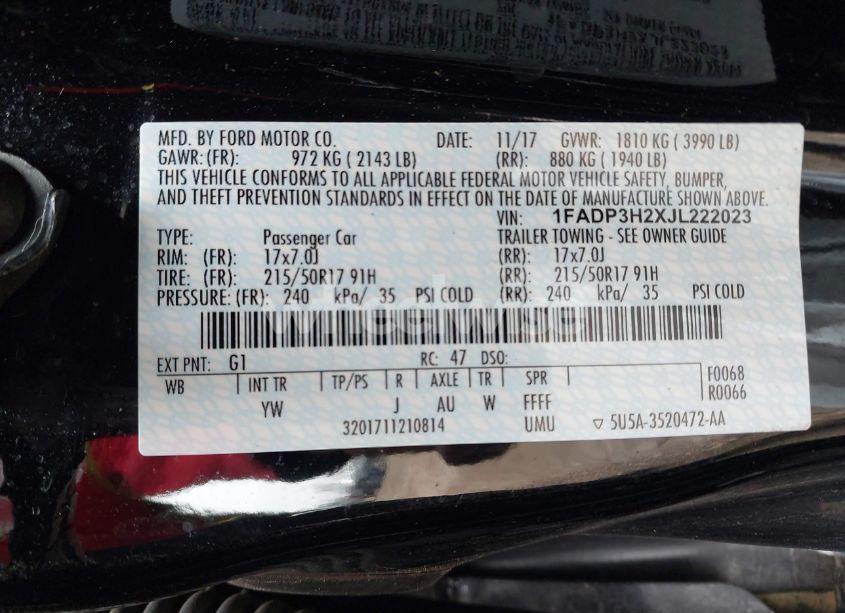 MFD. BY FORD MOTOR CO. DATE: 11/17 GVWR: 1810 KG ( 3990 LB)
GAWR: (FR): 972 KG ( 2143 LB) (RR): 880 KG ( 1940 LB)
THIS VEHICLE CONFORMS TO ALL APPLICABLE FEDERAL MOTOR VEHICLE SAFETY, BUMPER,
AND THEFT PREVENTION STANDARDS IN EFFECT ON THE DATE OF MANUFACTURE SHOWN ABOVE.
VIN: 1FADP3H2XJL222023
TYPE: Passenger Car TRAILER TOWING - SEE OWNER GUIDE
RIM: (FR): 17x7.0J (RR): 17x7.0J
TIRE: (FR): 215/50R17 91H (RR): 215/50R17 91H
PRESSURE: (FR): 240 kPa/ 35 PSI COLD (RR): 240 kPa/ 35 PSI COLD
wheelwise
EXT PNT: G1 RC: 47 DSO:
WB INT TR TP/PS R AXLE TR SPR F0068
YW J AU W FFFF R0066
3201711210814 UMU ▽ 5U5A-3520472-AA